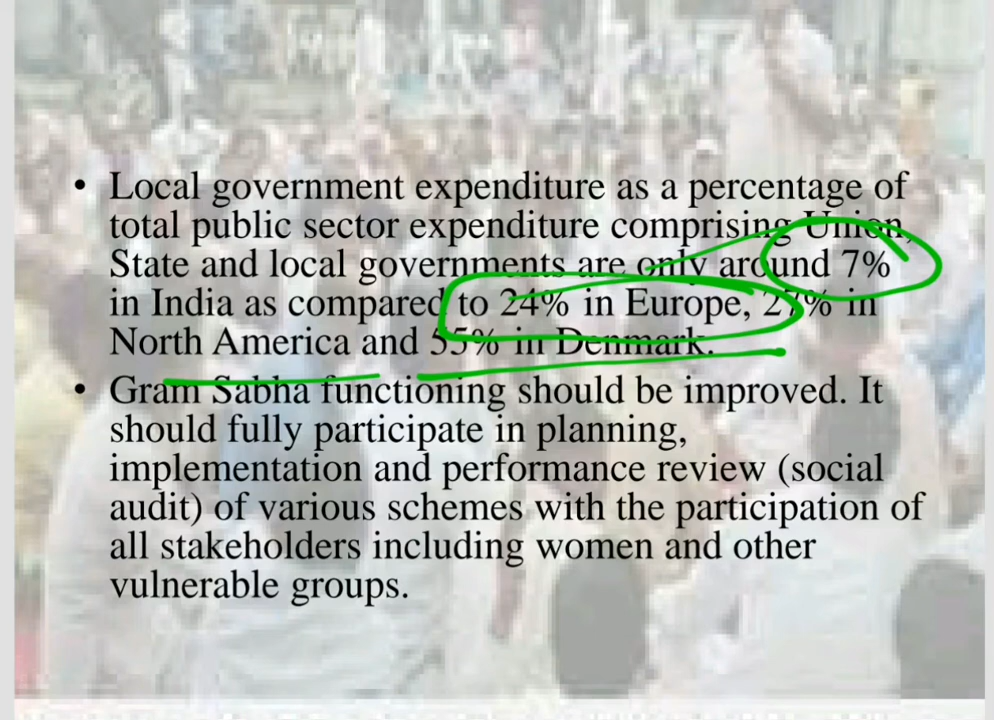 • Local government expenditure as a percentage of
total public sector expenditure comprising Union,
State and local governments are only around 7%
in India as compared to 24% in Europe, 27% in
North America and 55% in Denmark.
• Gram Sabha functioning should be improved. It
should fully participate in planning,
implementation and performance review (social
audit) of various schemes with the participation of
all stakeholders including women and other
vulnerable groups.